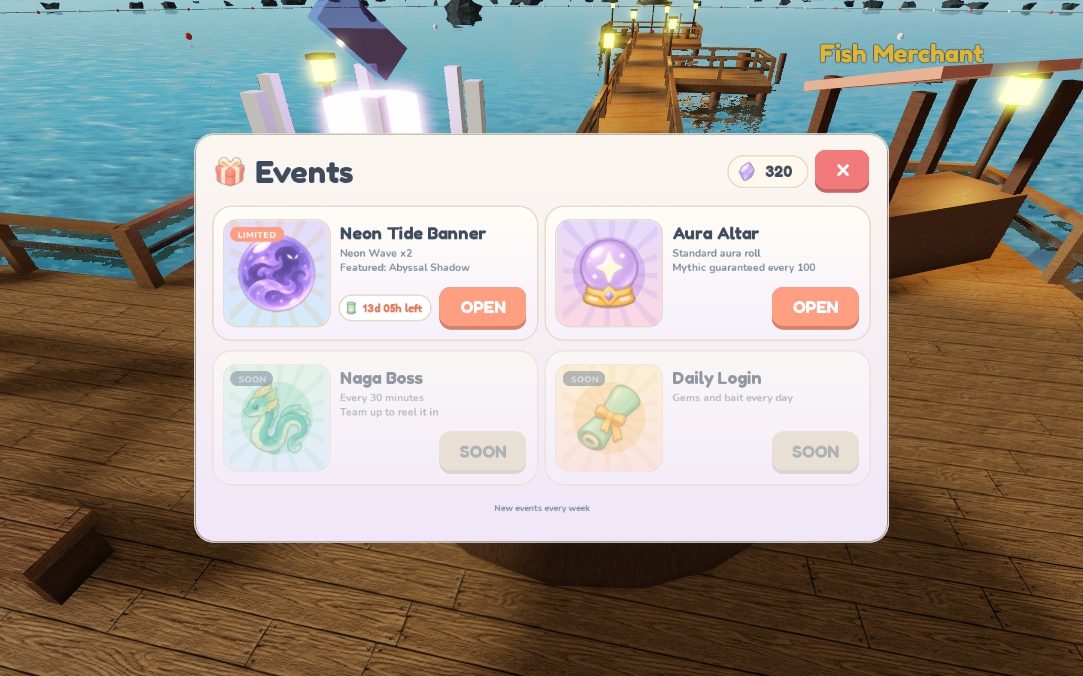 Fish Merchant
Events
320
LIMITED
Neon Tide Banner
Neon Wave x2
Featured: Abyssal Shadow
13d 05h left
OPEN
Aura Altar
Standard aura roll
Mythic guaranteed every 100
OPEN
SOON
Naga Boss
Every 30 minutes
Team up to reel it in
SOON
SOON
Daily Login
Gems and bait every day
SOON
New events every week